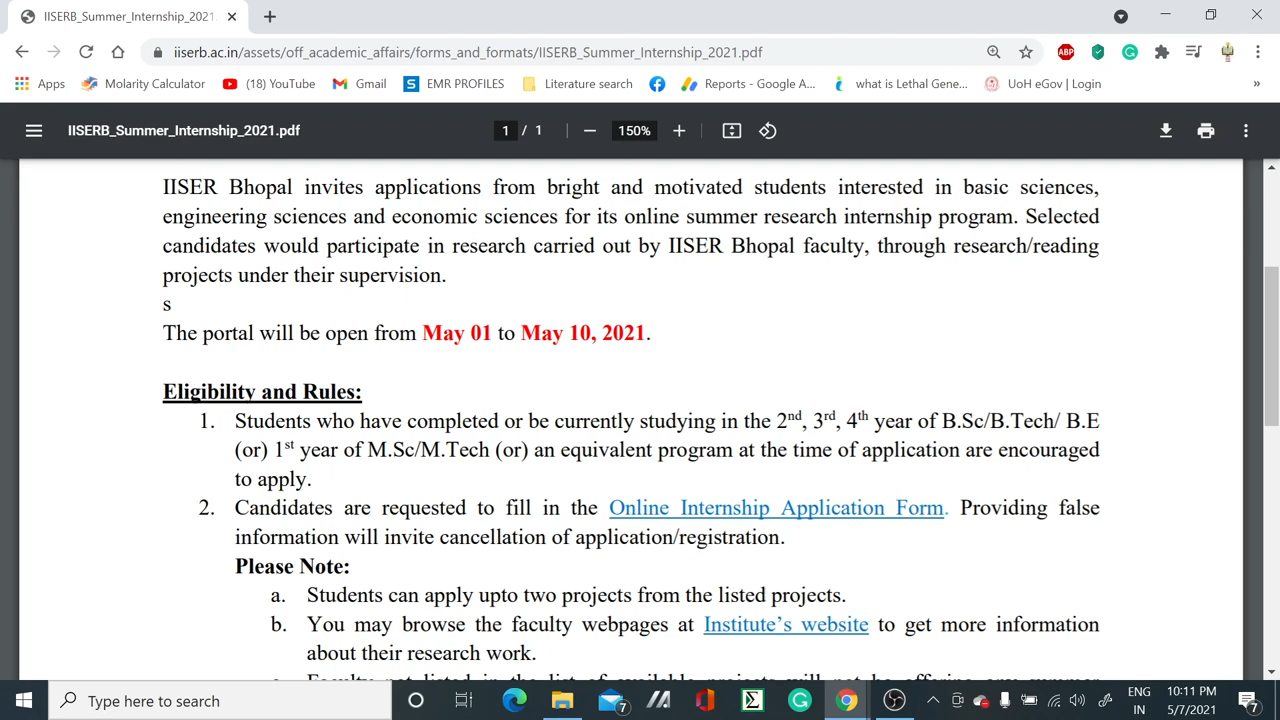 IISERB_Summer_Internship_2021.
iiserb.ac.in/assets/off_academic_affairs/forms_and_formats/IISERB_Summer_Internship_2021.pdf
ABP
Apps Molarity Calculator (18) YouTube Gmail S EMR PROFILES Literature search Reports - Google A... what is Lethal Gene... UoH eGov | Login »
IISERB_Summer_Internship_2021.pdf 1 / 1 — 150% +
IISER Bhopal invites applications from bright and motivated students interested in basic sciences,
engineering sciences and economic sciences for its online summer research internship program. Selected
candidates would participate in research carried out by IISER Bhopal faculty, through research/reading
projects under their supervision.
s
The portal will be open from May 01 to May 10, 2021.
Eligibility and Rules:
1. Students who have completed or be currently studying in the 2nd, 3rd, 4th year of B.Sc/B.Tech/ B.E
(or) 1st year of M.Sc/M.Tech (or) an equivalent program at the time of application are encouraged
to apply.
2. Candidates are requested to fill in the Online Internship Application Form. Providing false
information will invite cancellation of application/registration.
Please Note:
a. Students can apply upto two projects from the listed projects.
b. You may browse the faculty webpages at Institute's website to get more information
about their research work.
Type here to search
7
ENG
IN
10:11 PM
5/7/2021
7